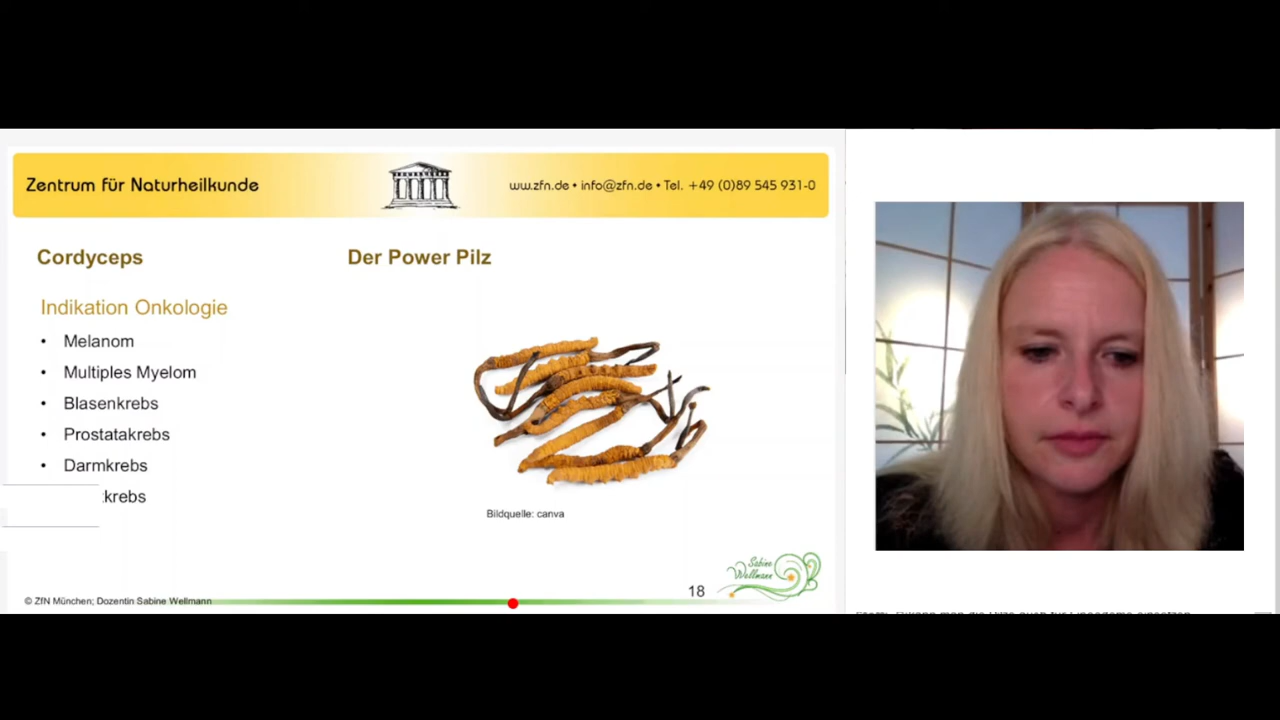 Zentrum für Naturheilkunde
ww.zfn.de • info@zfn.de • Tel. +49 (0)89 545 931-0
Cordyceps
Der Power Pilz
Indikation Onkologie
• Melanom
• Multiples Myelom
• Blasenkrebs
• Prostatakrebs
• Darmkrebs
krebs
Bildquelle: canva
Sabine
Wellmann
18
© ZfN München; Dozentin Sabine Wellmann